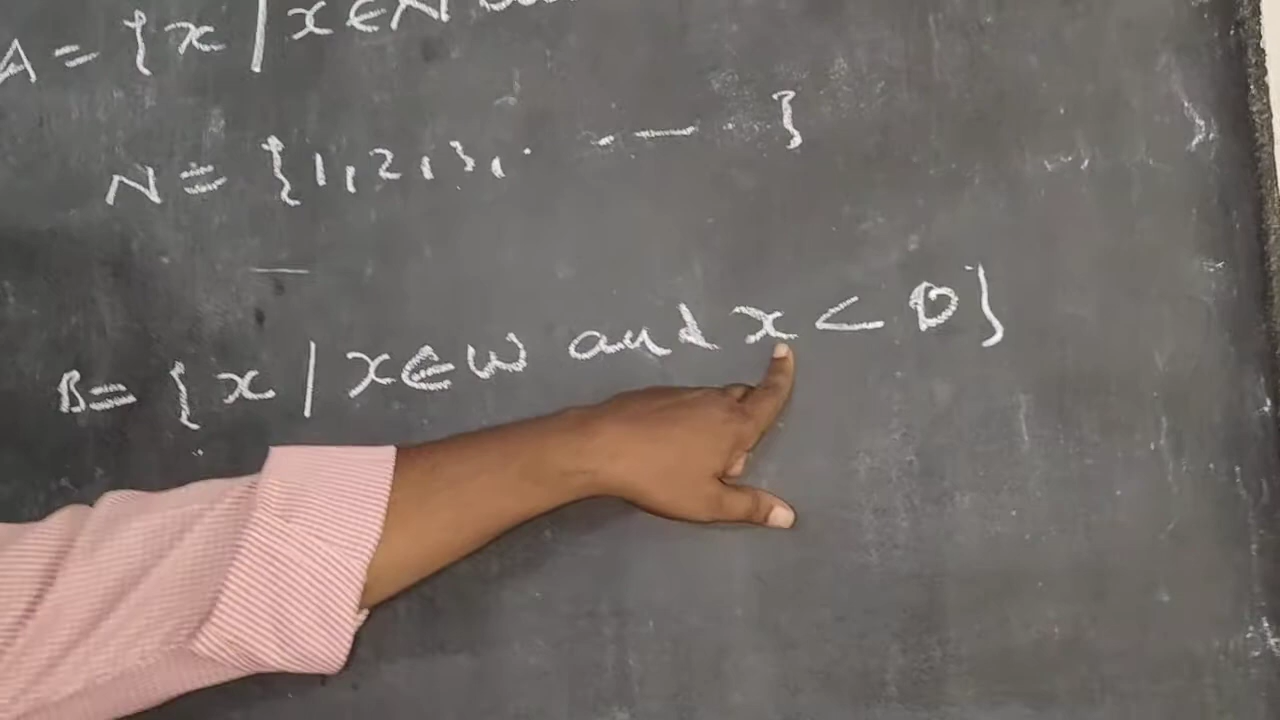 A = { x / x ∈ N
N = { 1, 2, 3, . . — . . }
B = { x / x ∈ W and x < 0 }